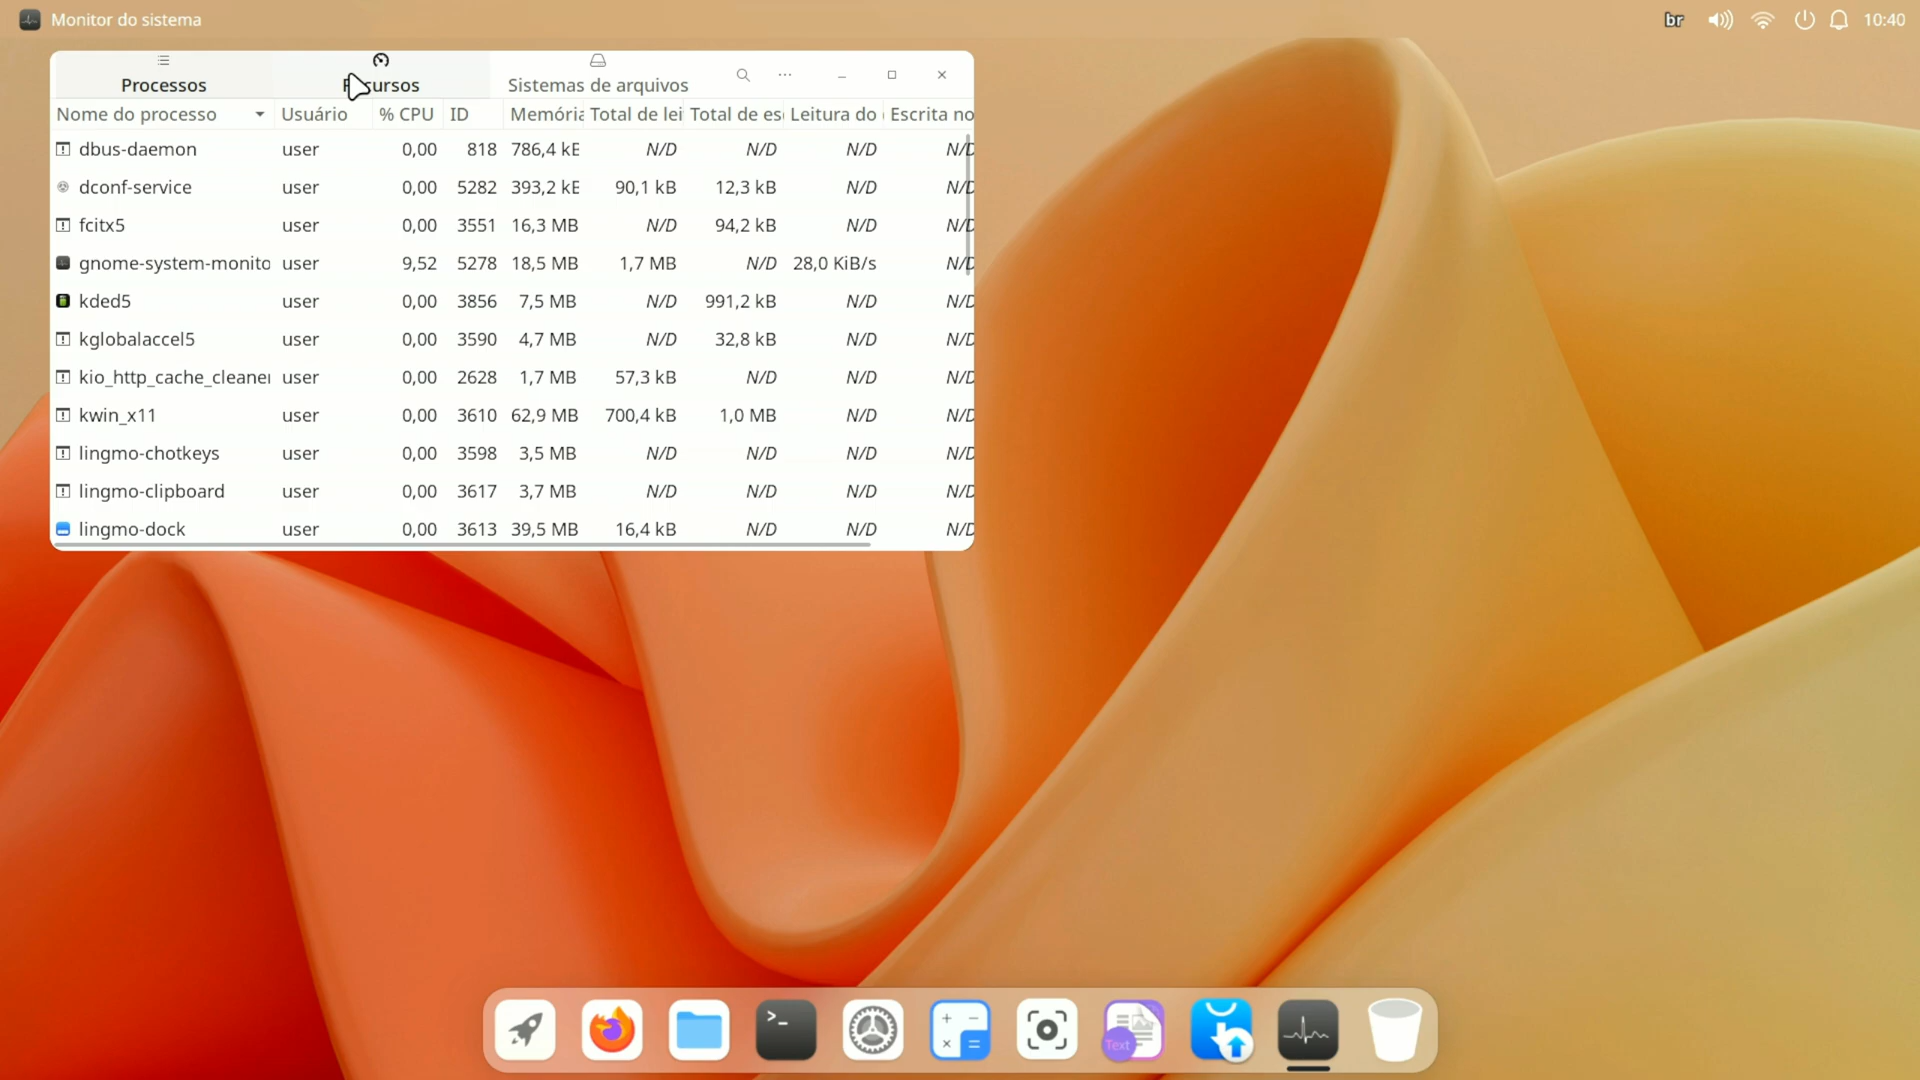 Monitor do sistema
br
10:40
Processos
Sistemas de arquivos
Nome do processo Usuário % CPU ID Memória Total de lei Total de es Leitura do Escrita no
dbus-daemon user 0,00 818 786,4 kB N/D N/D N/D N/D
dconf-service user 0,00 5282 393,2 kB 90,1 kB 12,3 kB N/D N/D
fcitx5 user 0,00 3551 16,3 MB N/D 94,2 kB N/D N/D
gnome-system-monito user 9,52 5278 18,5 MB 1,7 MB N/D 28,0 KiB/s N/D
kded5 user 0,00 3856 7,5 MB N/D 991,2 kB N/D N/D
kglobalaccel5 user 0,00 3590 4,7 MB N/D 32,8 kB N/D N/D
kio_http_cache_cleaner user 0,00 2628 1,7 MB 57,3 kB N/D N/D N/D
kwin_x11 user 0,00 3610 62,9 MB 700,4 kB 1,0 MB N/D N/D
lingmo-chotkeys user 0,00 3598 3,5 MB N/D N/D N/D N/D
lingmo-clipboard user 0,00 3617 3,7 MB N/D N/D N/D N/D
lingmo-dock user 0,00 3613 39,5 MB 16,4 kB N/D N/D N/D
>_
Text